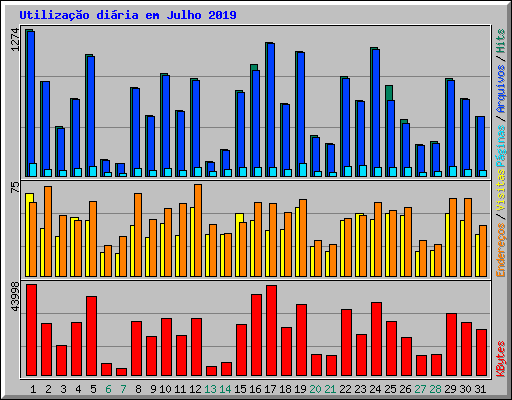 Utilização diária em Julho 2019
1274
75
43998
Hits / Arquivos / Páginas / Visitas / Endereços
KBytes
1 2 3 4 5 6 7 8 9 10 11 12 13 14 15 16 17 18 19 20 21 22 23 24 25 26 27 28 29 30 31